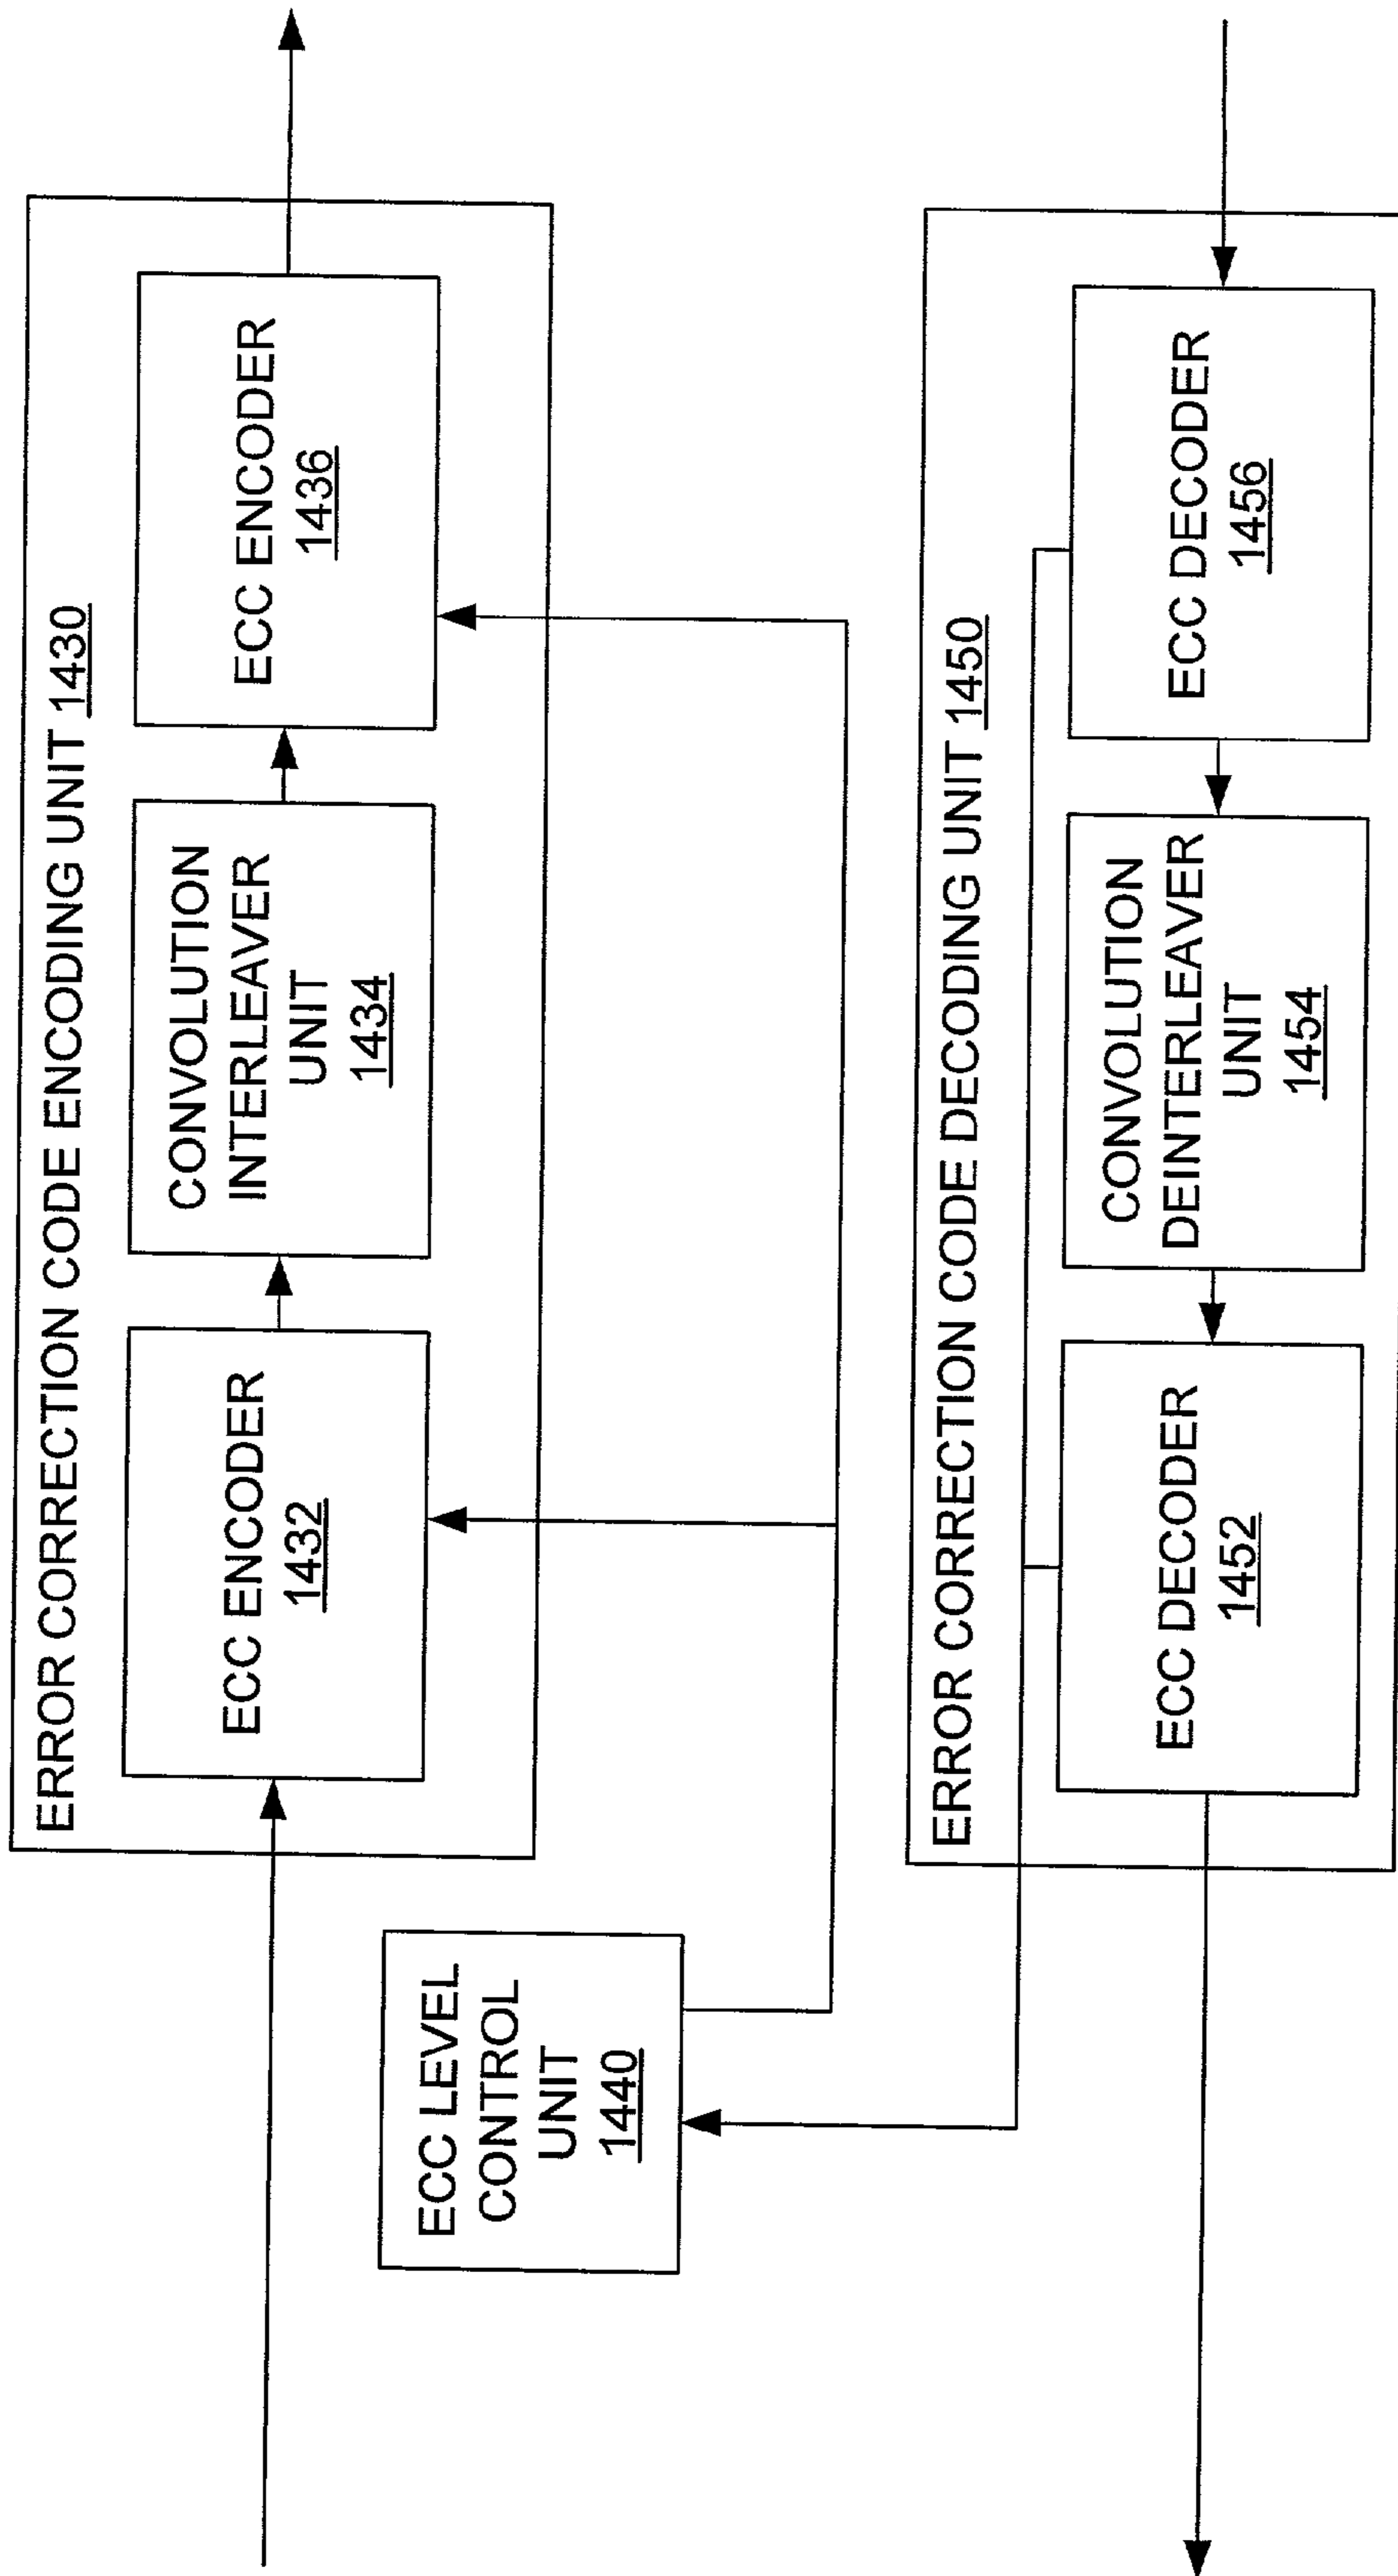 ERROR CORRECTION CODE ENCODING UNIT 1430
ECC ENCODER
1432
CONVOLUTION
INTERLEAVER
UNIT
1434
ECC ENCODER
1436
ECC LEVEL
CONTROL
UNIT
1440
ERROR CORRECTION CODE DECODING UNIT 1450
ECC DECODER
1452
CONVOLUTION
DEINTERLEAVER
UNIT
1454
ECC DECODER
1456